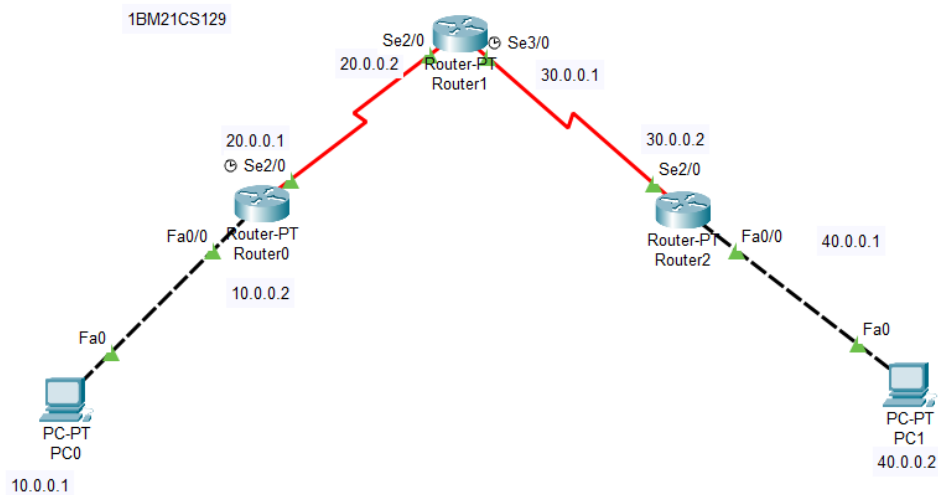 1BM21CS129
Se2/0
Se3/0
20.0.0.2
Router-PT
Router1
30.0.0.1
20.0.0.1
Se2/0
30.0.0.2
Se2/0
Fa0/0
Router-PT
Router0
10.0.0.2
Router-PT
Router2
Fa0/0
40.0.0.1
Fa0
PC-PT
PC0
10.0.0.1
Fa0
PC-PT
PC1
40.0.0.2